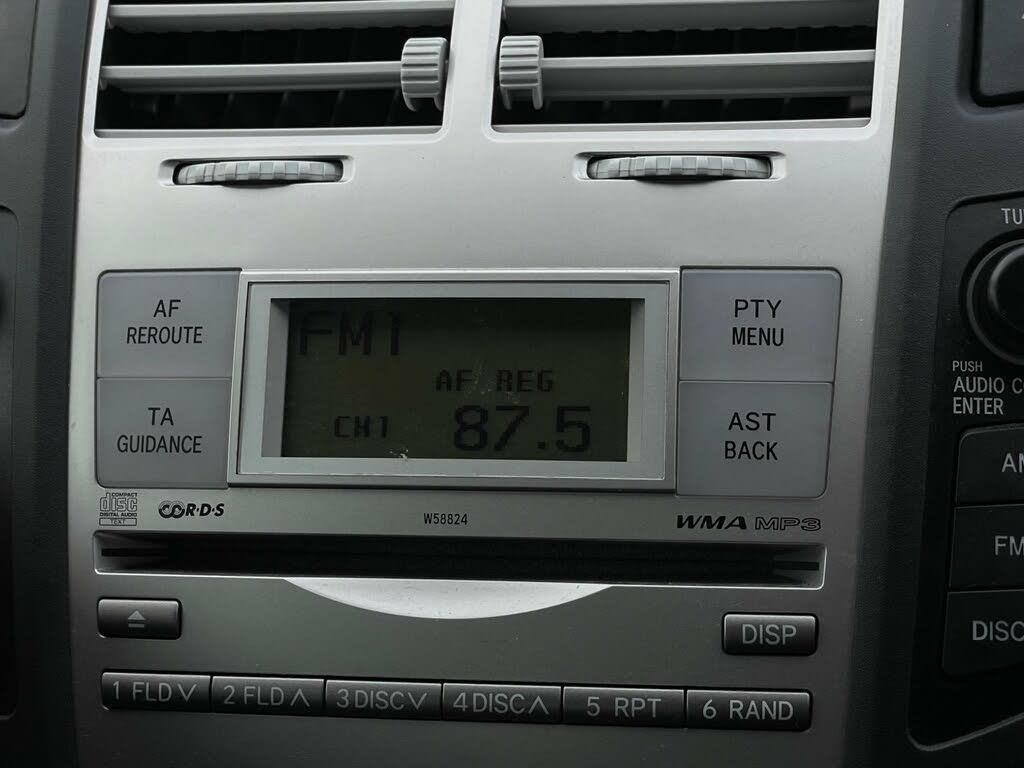 TU
AF
REROUTE
PTY
MENU
FM1
AF REG
CH1 87.5
TA
GUIDANCE
AST
BACK
PUSH
AUDIO C
ENTER
AM
COMPACT
disc
DIGITAL AUDIO
TEXT
R·D·S
W58824
WMA MP3
FM
DISP
DISC
1 FLD ∨
2 FLD ∧
3 DISC ∨
4 DISC ∧
5 RPT
6 RAND